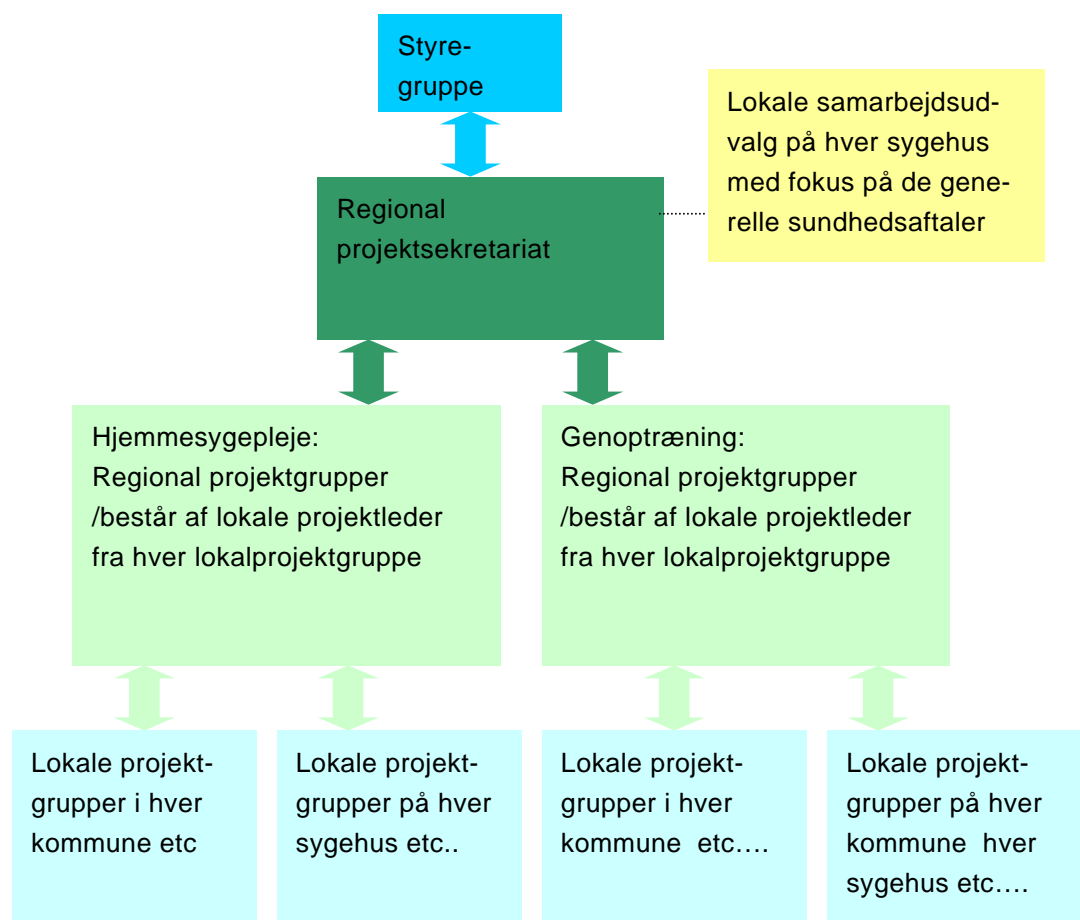 Styre-
gruppe
Lokale samarbejdsud-
valg på hver sygehus
med fokus på de gene-
relle sundhedsaftaler
Regional
projektsekretariat
Hjemmesygepleje:
Regional projektgrupper
/består af lokale projektleder
fra hver lokalprojektgruppe
Genoptræning:
Regional projektgrupper
/består af lokale projektleder
fra hver lokalprojektgruppe
Lokale projekt-
grupper i hver
kommune etc
Lokale projekt-
grupper på hver
sygehus etc..
Lokale projekt-
grupper i hver
kommune  etc….
Lokale projekt-
grupper på hver
kommune  hver
sygehus etc….